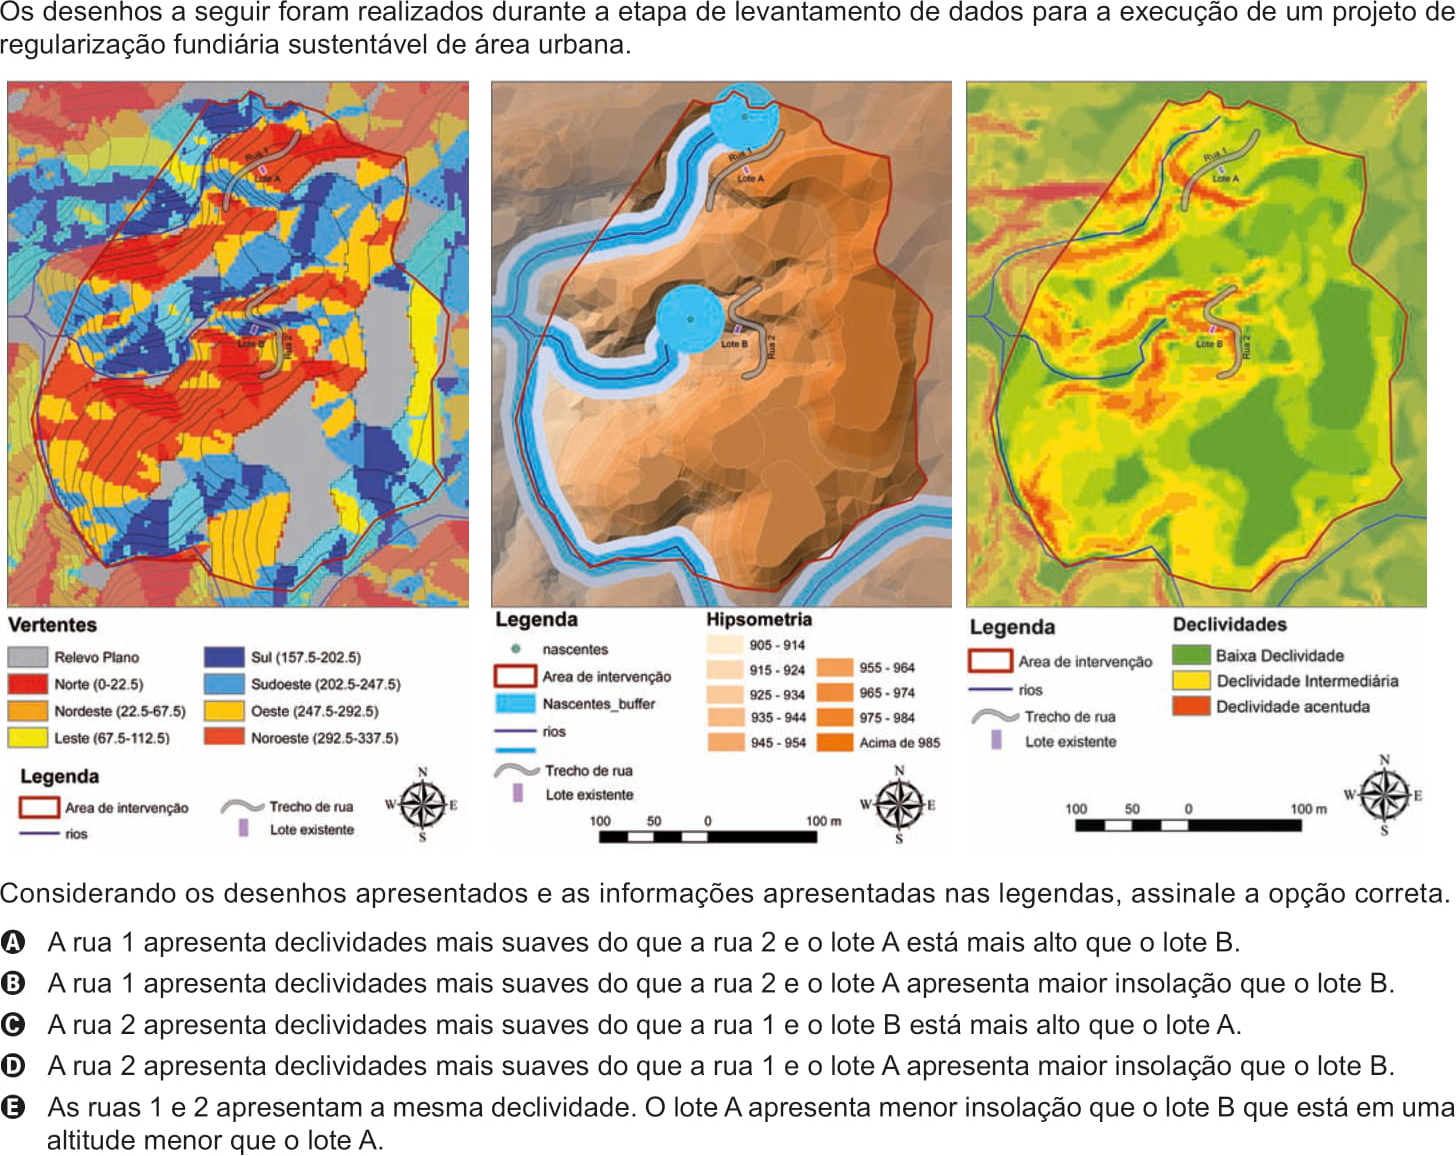 Os desenhos a seguir foram realizados durante a etapa de levantamento de dados para a execução de um projeto de
regularização fundiária sustentável de área urbana.
Rua 1
Lote A
Lote B
Rua 2
Rua 1
Lote A
Lote B
Rua 2
Rua 1
Lote A
Lote B
Rua 2
Vertentes
Relevo Plano
Norte (0-22.5)
Nordeste (22.5-67.5)
Leste (67.5-112.5)
Sul (157.5-202.5)
Sudoeste (202.5-247.5)
Oeste (247.5-292.5)
Noroeste (292.5-337.5)
Legenda
Area de intervenção
rios
Trecho de rua
Lote existente
N
W
E
S
Legenda
nascentes
Area de intervenção
Nascentes_buffer
rios
Trecho de rua
Lote existente
Hipsometria
905 - 914
915 - 924
925 - 934
935 - 944
945 - 954
955 - 964
965 - 974
975 - 984
Acima de 985
N
W
E
S
100 50 0 100 m
Legenda
Area de intervenção
rios
Trecho de rua
Lote existente
Declividades
Baixa Declividade
Declividade Intermediária
Declividade acentuda
N
W
E
S
100 50 0 100 m
Considerando os desenhos apresentados e as informações apresentadas nas legendas, assinale a opção correta.
A A rua 1 apresenta declividades mais suaves do que a rua 2 e o lote A está mais alto que o lote B.
B A rua 1 apresenta declividades mais suaves do que a rua 2 e o lote A apresenta maior insolação que o lote B.
C A rua 2 apresenta declividades mais suaves do que a rua 1 e o lote B está mais alto que o lote A.
D A rua 2 apresenta declividades mais suaves do que a rua 1 e o lote A apresenta maior insolação que o lote B.
E As ruas 1 e 2 apresentam a mesma declividade. O lote A apresenta menor insolação que o lote B que está em uma
altitude menor que o lote A.